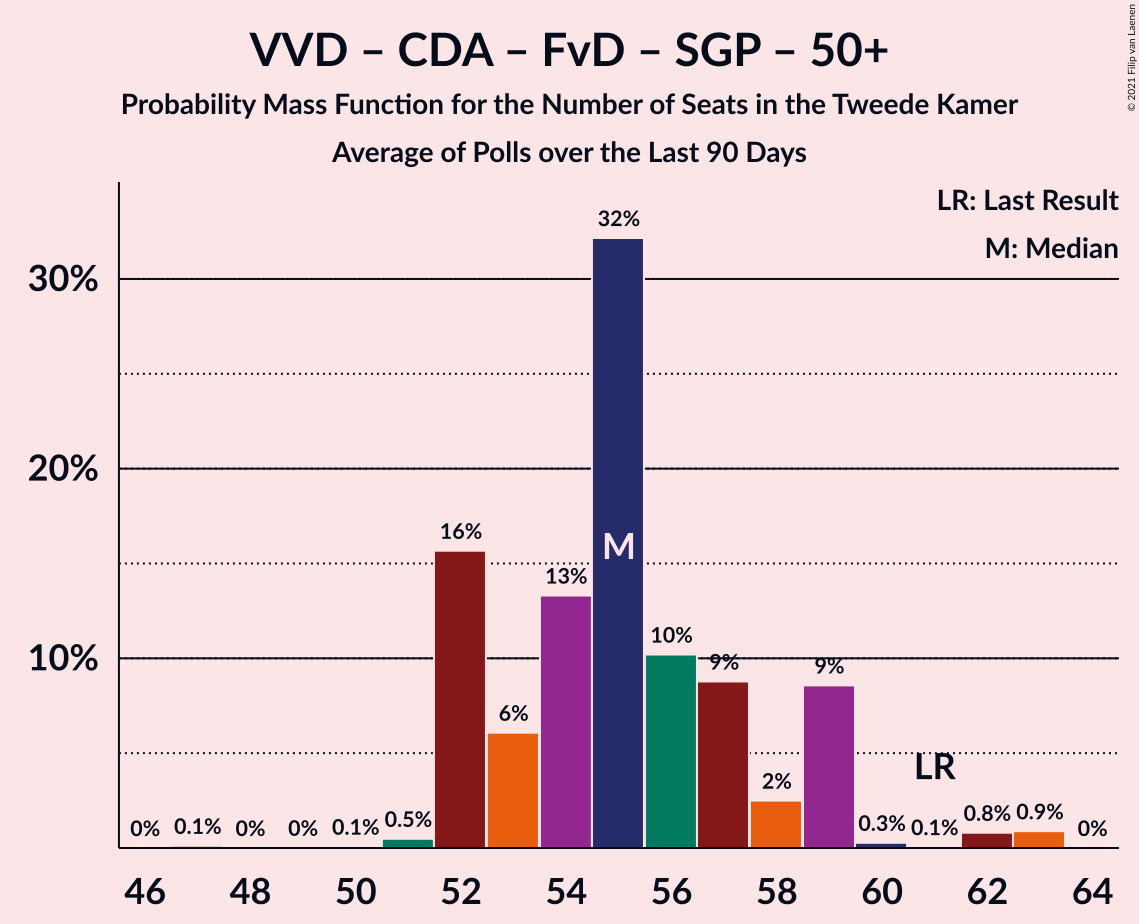 VVD – CDA – FvD – SGP – 50+
Probability Mass Function for the Number of Seats in the Tweede Kamer
Average of Polls over the Last 90 Days
© 2021 Filip van Laenen
LR: Last Result
M: Median
30%
20%
10%
0%
0.1%
0%
0%
0.1%
0.5%
16%
6%
13%
32%
M
10%
9%
2%
9%
0.3%
LR
0.1%
0.8%
0.9%
0%
46 48 50 52 54 56 58 60 62 64